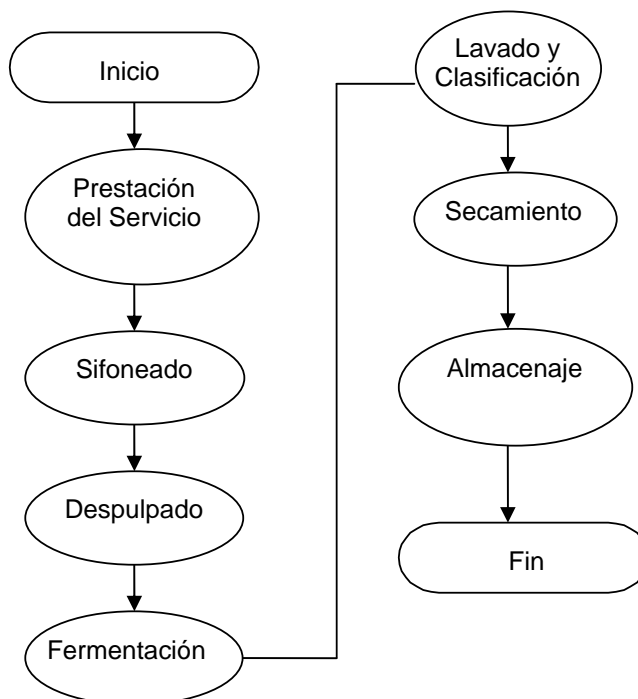 Inicio
Prestación
del Servicio
Sifoneado
Despulpado
Fermentación
Lavado y
Clasificación
Secamiento
Almacenaje
Fin